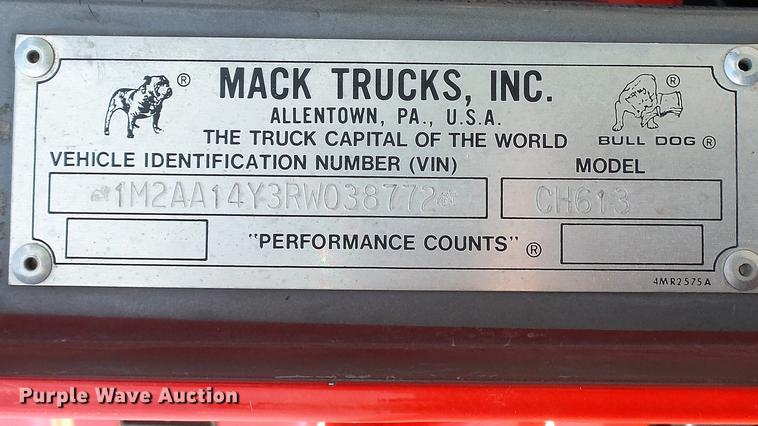 ® MACK TRUCKS, INC. ®
ALLENTOWN, PA., U.S.A.
THE TRUCK CAPITAL OF THE WORLD BULL DOG ®
VEHICLE IDENTIFICATION NUMBER (VIN) MODEL
1M2AA14Y3RW038772 CH613
"PERFORMANCE COUNTS" ®
4MR2575A
Purple Wave Auction